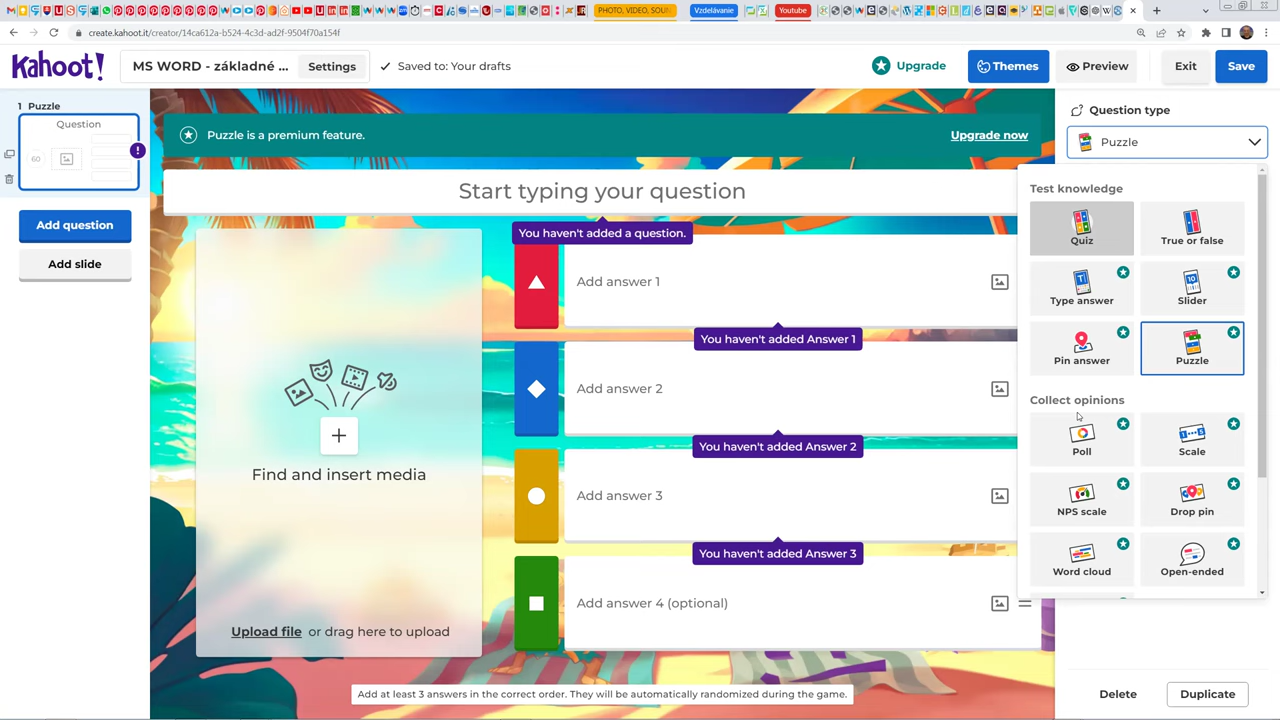 PHOTO, VIDEO, SOUN
Vzdelávanie
Youtube
create.kahoot.it/creator/14ca612a-b524-4c3d-ad2f-9504f70a154f
Kahoot!
MS WORD - základné ...
Settings
Saved to: Your drafts
Upgrade
Themes
Preview
Exit
Save
1 Puzzle
Question
60
Add question
Add slide
Puzzle is a premium feature.
Upgrade now
Start typing your question
You haven't added a question.
Add answer 1
You haven't added Answer 1
Add answer 2
You haven't added Answer 2
Add answer 3
You haven't added Answer 3
Add answer 4 (optional)
Find and insert media
Upload file or drag here to upload
Add at least 3 answers in the correct order. They will be automatically randomized during the game.
Question type
Puzzle
Test knowledge
Quiz
True or false
Type answer
Slider
Pin answer
Puzzle
Collect opinions
Poll
Scale
NPS scale
Drop pin
Word cloud
Open-ended
Delete
Duplicate